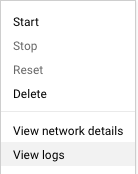 Start
Stop
Reset
Delete
View network details
View logs